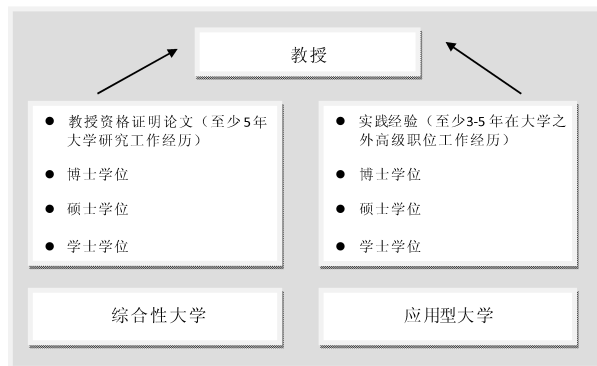 教授
● 教授资格证明论文（至少5年
大学研究工作经历）
● 博士学位
● 硕士学位
● 学士学位
● 实践经验（至少3-5年在大学之
外高级职位工作经历）
● 博士学位
● 硕士学位
● 学士学位
综合性大学
应用型大学